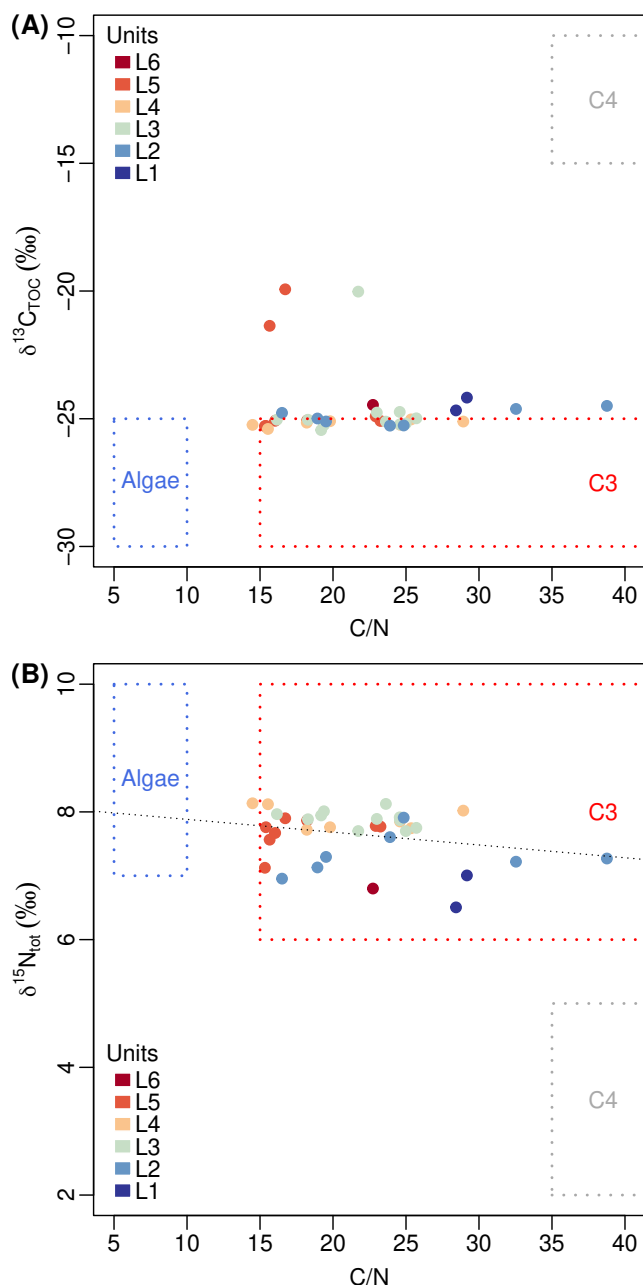 (A)
Units
L6
L5
L4
L3
L2
L1
C4
Algae
C3
δ13CTOC (‰)
−10
−15
−20
−25
−30
5 10 15 20 25 30 35 40
C/N
(B)
Algae
C3
C4
Units
L6
L5
L4
L3
L2
L1
δ15Ntot (‰)
10
8
6
4
2
5 10 15 20 25 30 35 40
C/N